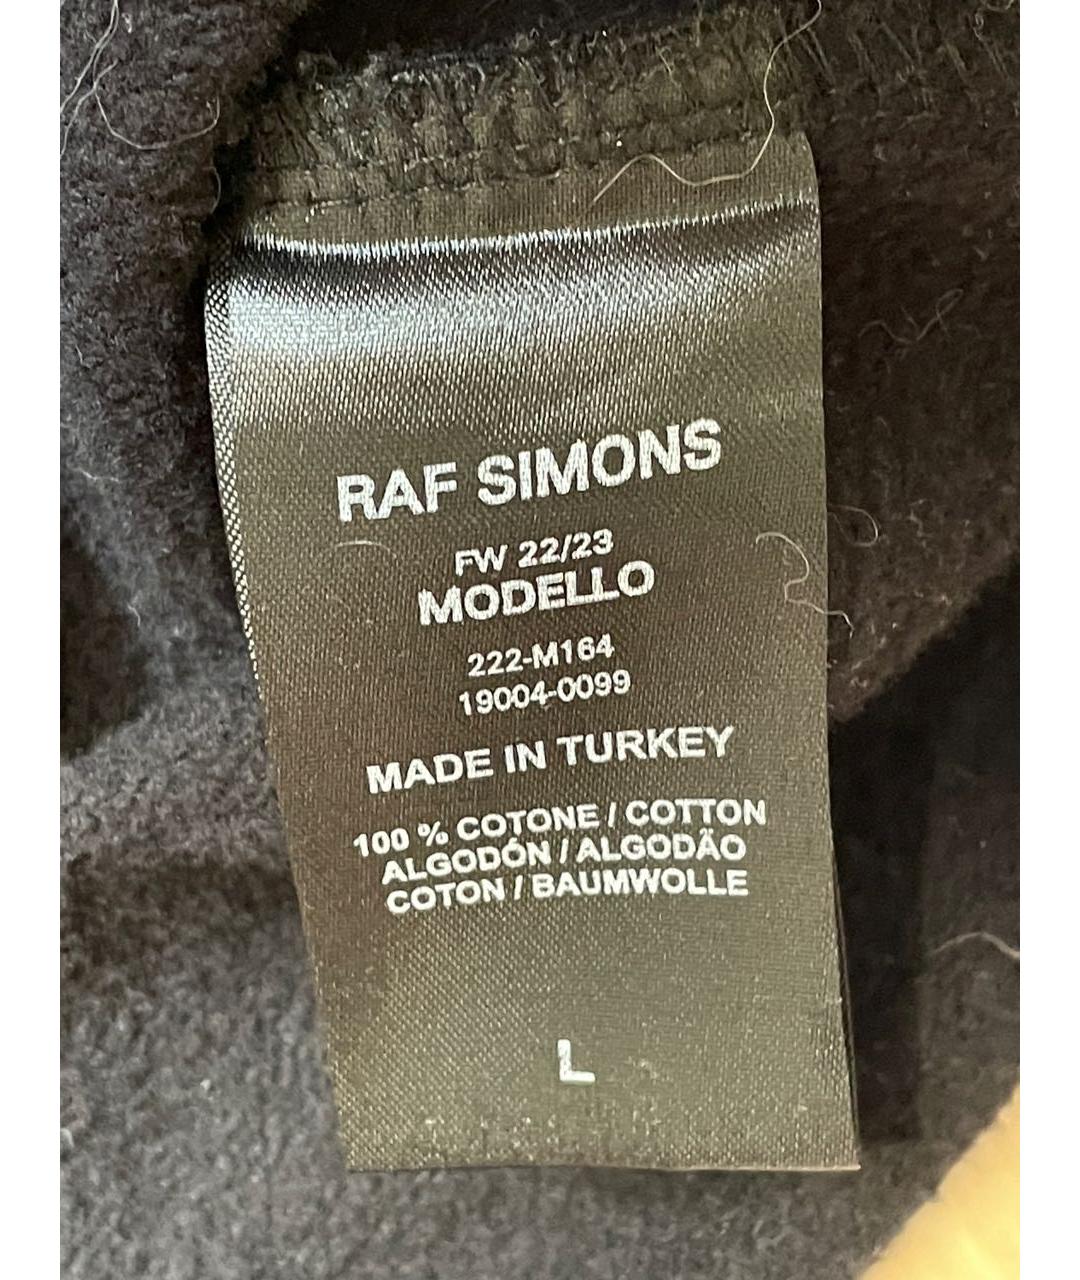 RAF SIMONS
FW 22/23
MODELLO
222-M164
19004-0099
MADE IN TURKEY
100 % COTONE / COTTON
ALGODÓN / ALGODÃO
COTON / BAUMWOLLE
L